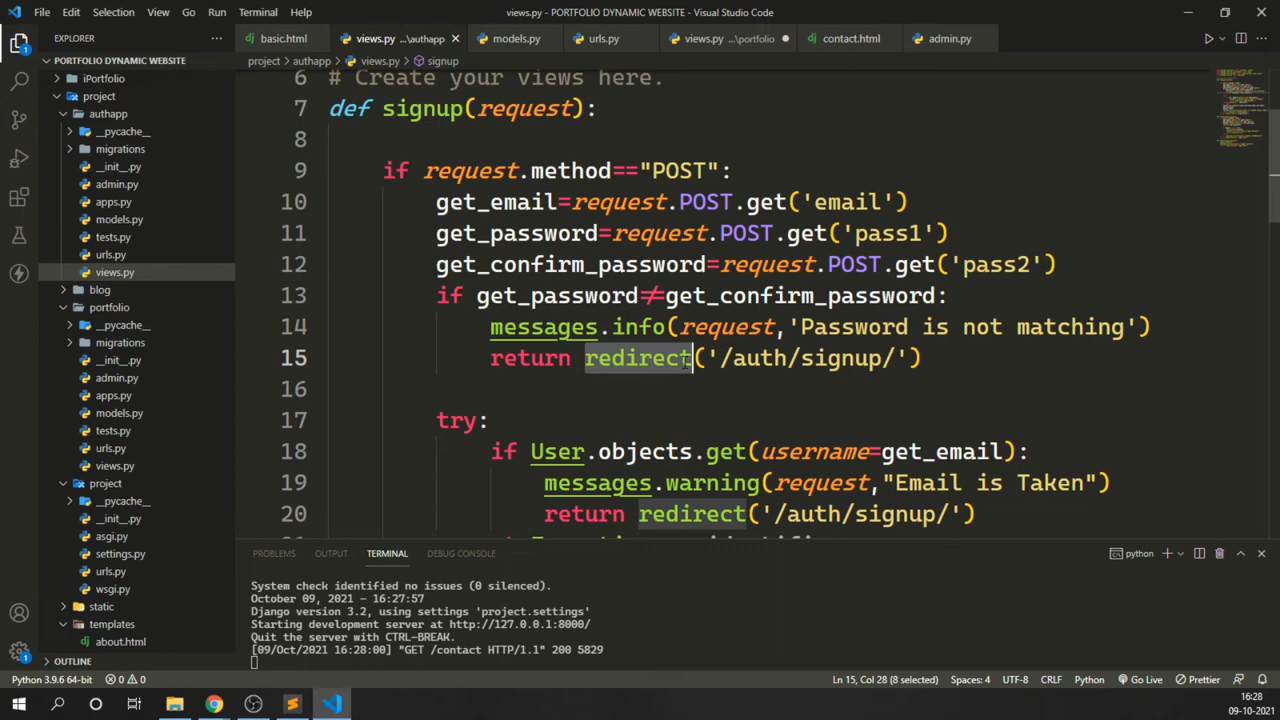 File Edit Selection View Go Run Terminal Help
views.py - PORTFOLIO DYNAMIC WEBSITE - Visual Studio Code
EXPLORER
PORTFOLIO DYNAMIC WEBSITE
iPortfolio
project
authapp
__pycache__
migrations
__init__.py
admin.py
apps.py
models.py
tests.py
urls.py
views.py
blog
portfolio
__pycache__
migrations
__init__.py
admin.py
apps.py
models.py
tests.py
urls.py
views.py
project
__pycache__
__init__.py
asgi.py
settings.py
urls.py
wsgi.py
static
templates
about.html
OUTLINE
basic.html views.py ...\authapp models.py urls.py views.py ...\portfolio contact.html admin.py
project > authapp > views.py > signup
6 # Create your views here.
7 def signup(request):
8
9 if request.method=="POST":
10 get_email=request.POST.get('email')
11 get_password=request.POST.get('pass1')
12 get_confirm_password=request.POST.get('pass2')
13 if get_password≠get_confirm_password:
14 messages.info(request,'Password is not matching')
15 return redirect('/auth/signup/')
16
17 try:
18 if User.objects.get(username=get_email):
19 messages.warning(request,"Email is Taken")
20 return redirect('/auth/signup/')
PROBLEMS OUTPUT TERMINAL DEBUG CONSOLE
python
System check identified no issues (0 silenced).
October 09, 2021 - 16:27:57
Django version 3.2, using settings 'project.settings'
Starting development server at http://127.0.0.1:8000/
Quit the server with CTRL-BREAK.
[09/Oct/2021 16:28:00] "GET /contact HTTP/1.1" 200 5829
Python 3.9.6 64-bit 0 0 Ln 15, Col 28 (8 selected) Spaces: 4 UTF-8 CRLF Python Go Live Prettier
16:28
09-10-2021